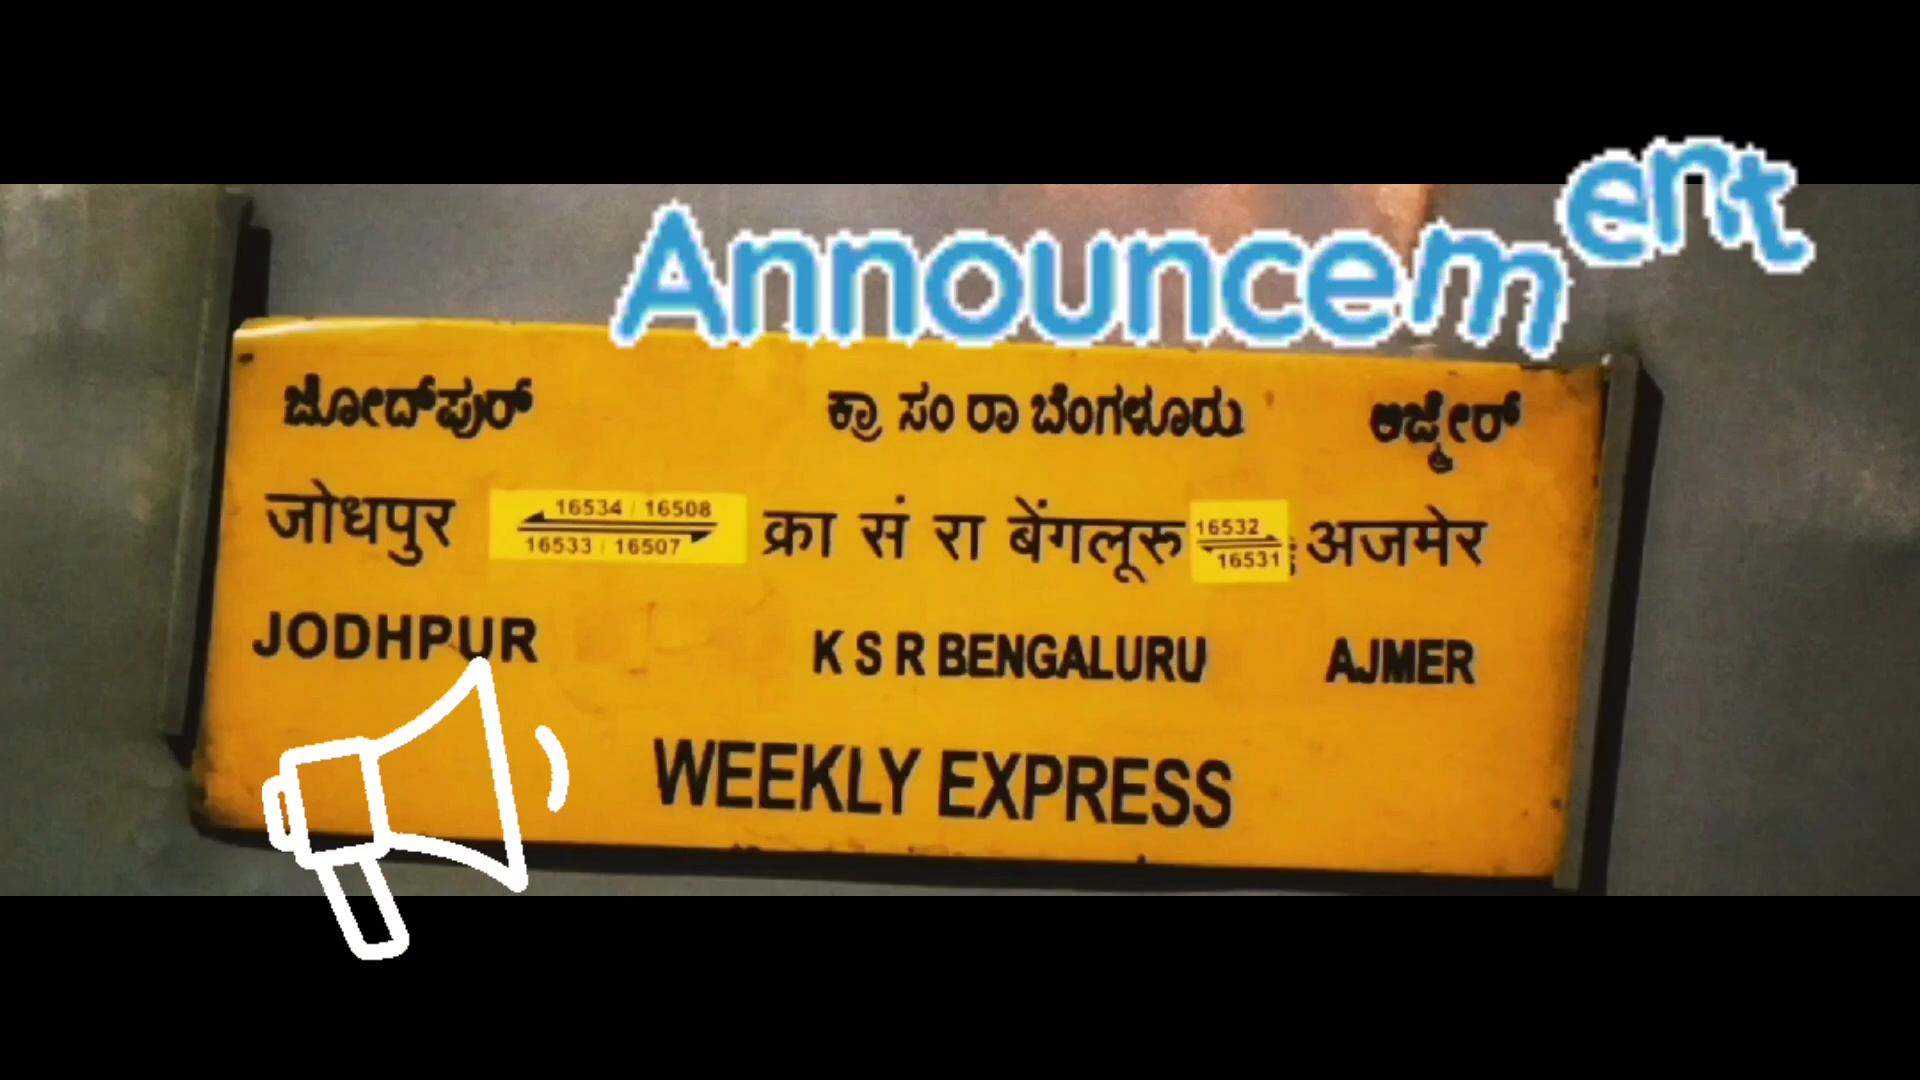 Announcement
ಜೋದ್‌ಪುರ್ ಕ್ರಾ ಸಂ ರಾ ಬೆಂಗಳೂರು ಅಜ್ಮೇರ್
16534 / 16508
16533 / 16507
जोधपुर क्रा सं रा बेंगलूरु अजमेर
16532
16531
JODHPUR K S R BENGALURU AJMER
WEEKLY EXPRESS